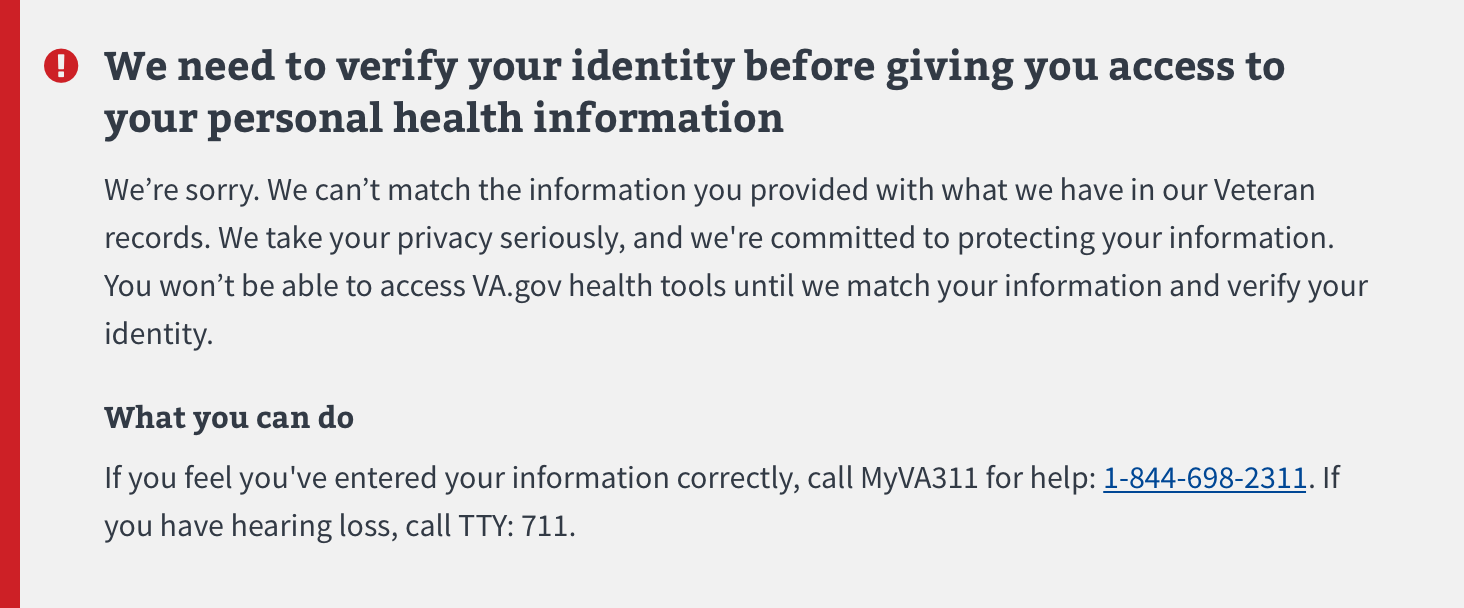 We need to verify your identity before giving you access to
your personal health information
We’re sorry. We can’t match the information you provided with what we have in our Veteran
records. We take your privacy seriously, and we're committed to protecting your information.
You won’t be able to access VA.gov health tools until we match your information and verify your
identity.
What you can do
If you feel you've entered your information correctly, call MyVA311 for help: 1-844-698-2311. If
you have hearing loss, call TTY: 711.